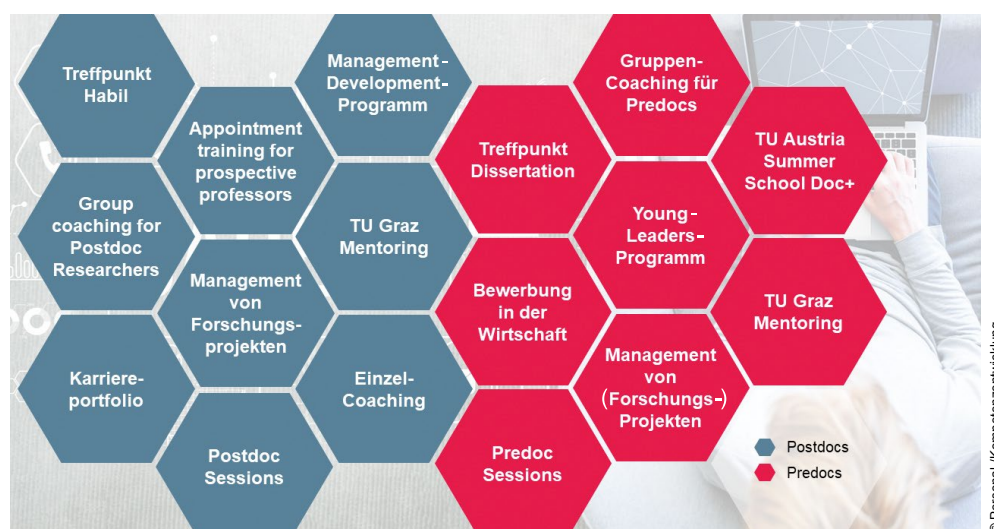 Treffpunkt
Habil
Appointment
training for
prospective
professors
Management-
Development-
Programm
Group
coaching for
Postdoc
Researchers
Management
von
Forschungs-
projekten
TU Graz
Mentoring
Karriere-
portfolio
Postdoc
Sessions
Einzel-
Coaching
Treffpunkt
Dissertation
Gruppen-
Coaching für
Predocs
TU Austria
Summer
School Doc+
Bewerbung
in der
Wirtschaft
Young-
Leaders-
Programm
TU Graz
Mentoring
Predoc
Sessions
Management
von
(Forschungs-)
Projekten
Postdocs
Predocs
© Personal-/Kompetenzentwicklung